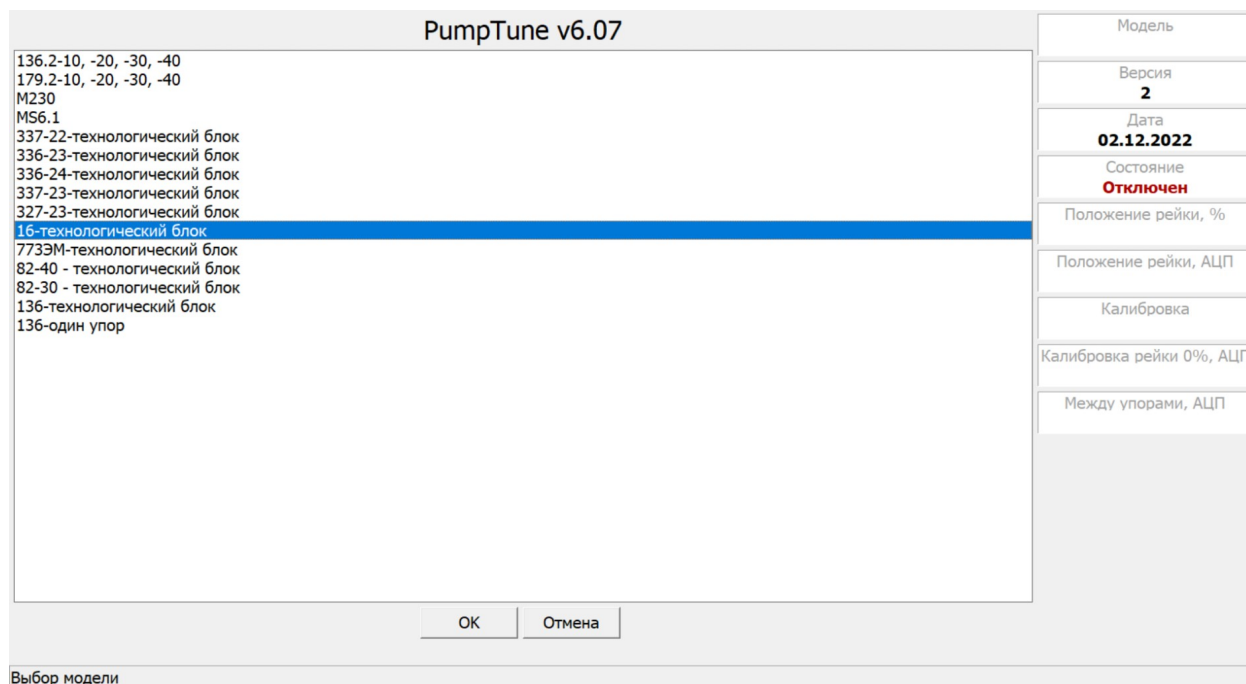 PumpTune v6.07
136.2-10, -20, -30, -40
179.2-10, -20, -30, -40
М230
MS6.1
337-22-технологический блок
336-23-технологический блок
336-24-технологический блок
337-23-технологический блок
327-23-технологический блок
16-технологический блок
773ЭМ-технологический блок
82-40 - технологический блок
82-30 - технологический блок
136-технологический блок
136-один упор
OK
Отмена
Выбор модели
Модель
Версия
2
Дата
02.12.2022
Состояние
Отключен
Положение рейки, %
Положение рейки, АЦП
Калибровка
Калибровка рейки 0%, АЦП
Между упорами, АЦП